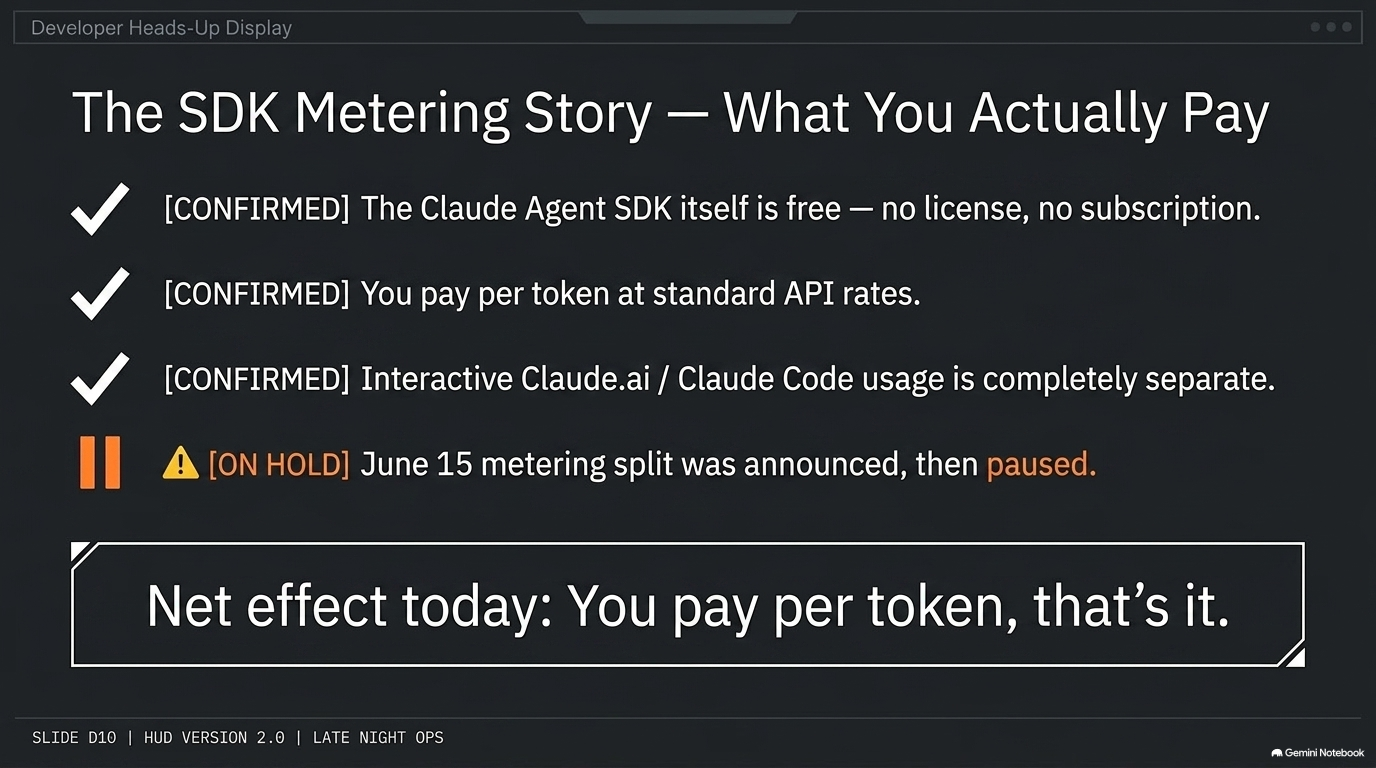 Developer Heads-Up Display
The SDK Metering Story — What You Actually Pay
[CONFIRMED] The Claude Agent SDK itself is free — no license, no subscription.
[CONFIRMED] You pay per token at standard API rates.
[CONFIRMED] Interactive Claude.ai / Claude Code usage is completely separate.
[ON HOLD] June 15 metering split was announced, then paused.
Net effect today: You pay per token, that’s it.
SLIDE D10 | HUD VERSION 2.0 | LATE NIGHT OPS
Gemini Notebook